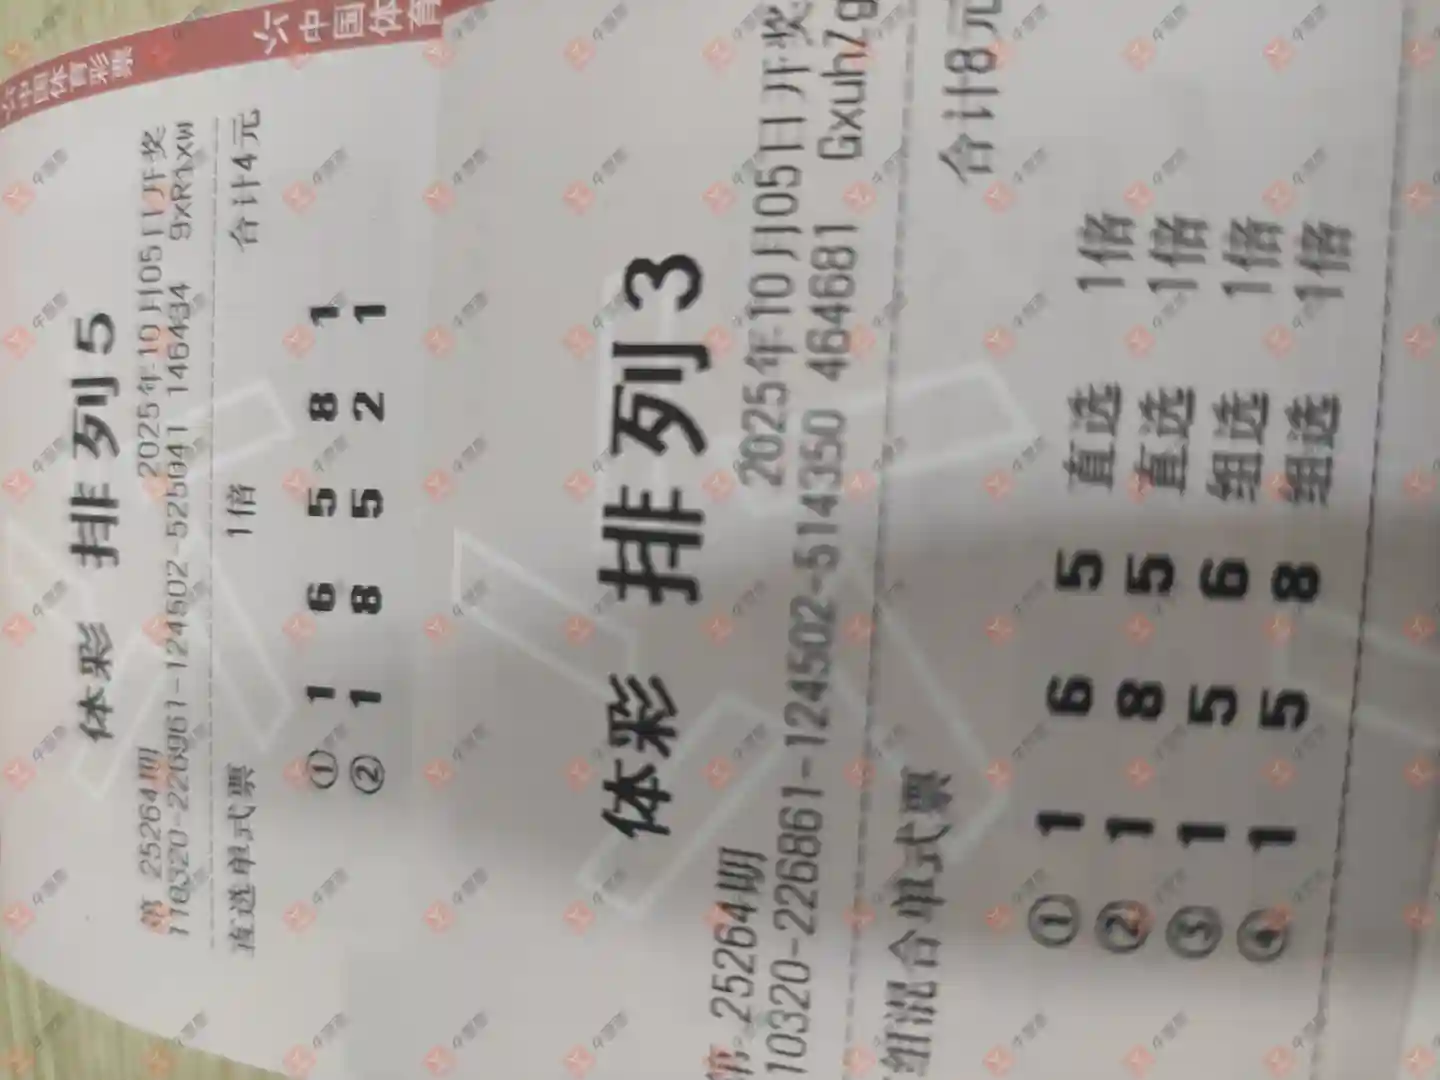 中国体育彩票
体彩 排列5
第 25264期 2025年10月05日开奖
110320-226961-124502-525041 146434 9xR1xW
直选单式票 1倍 合计4元
① 1 6 5 8 1
② 1 8 5 2 1
中国体育
体彩 排列3
第 25264期 2025年10月05日开奖
10320-226861-124502-514350 464681 GxuhZg
组混合单式票 合计8元
① 1 6 5 直选 1倍
② 1 8 5 直选 1倍
③ 1 5 6 组选 1倍
④ 1 5 8 组选 1倍